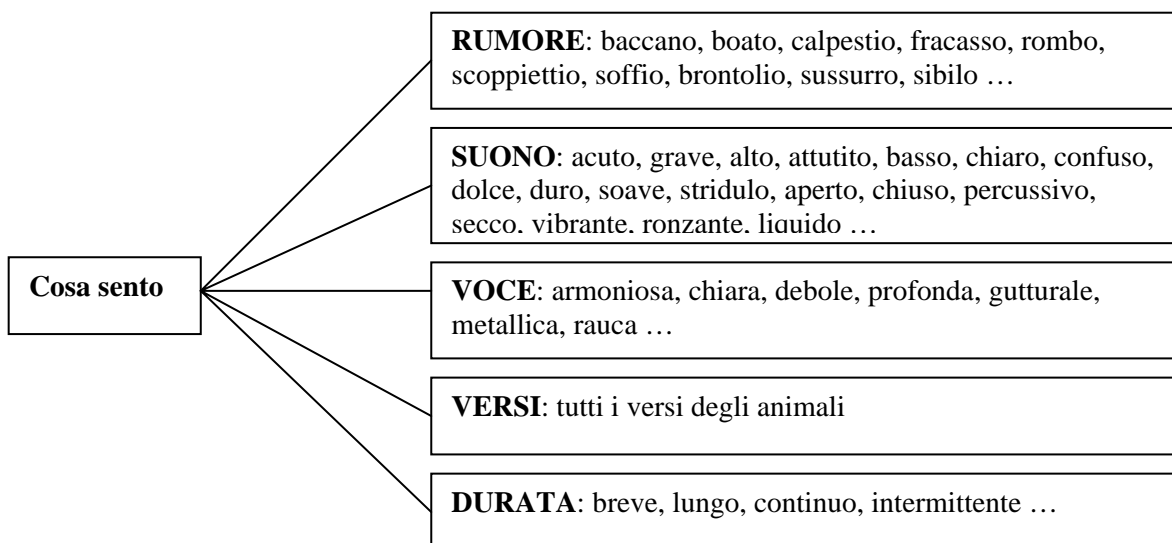 RUMORE: baccano, boato, calpestio, fracasso, rombo,
scoppiettio, soffio, brontolio, sussurro, sibilo …
SUONO: acuto, grave, alto, attutito, basso, chiaro, confuso,
dolce, duro, soave, stridulo, aperto, chiuso, percussivo,
secco, vibrante, ronzante, liquido …
Cosa sento
VOCE: armoniosa, chiara, debole, profonda, gutturale,
metallica, rauca …
VERSI: tutti i versi degli animali
DURATA: breve, lungo, continuo, intermittente …